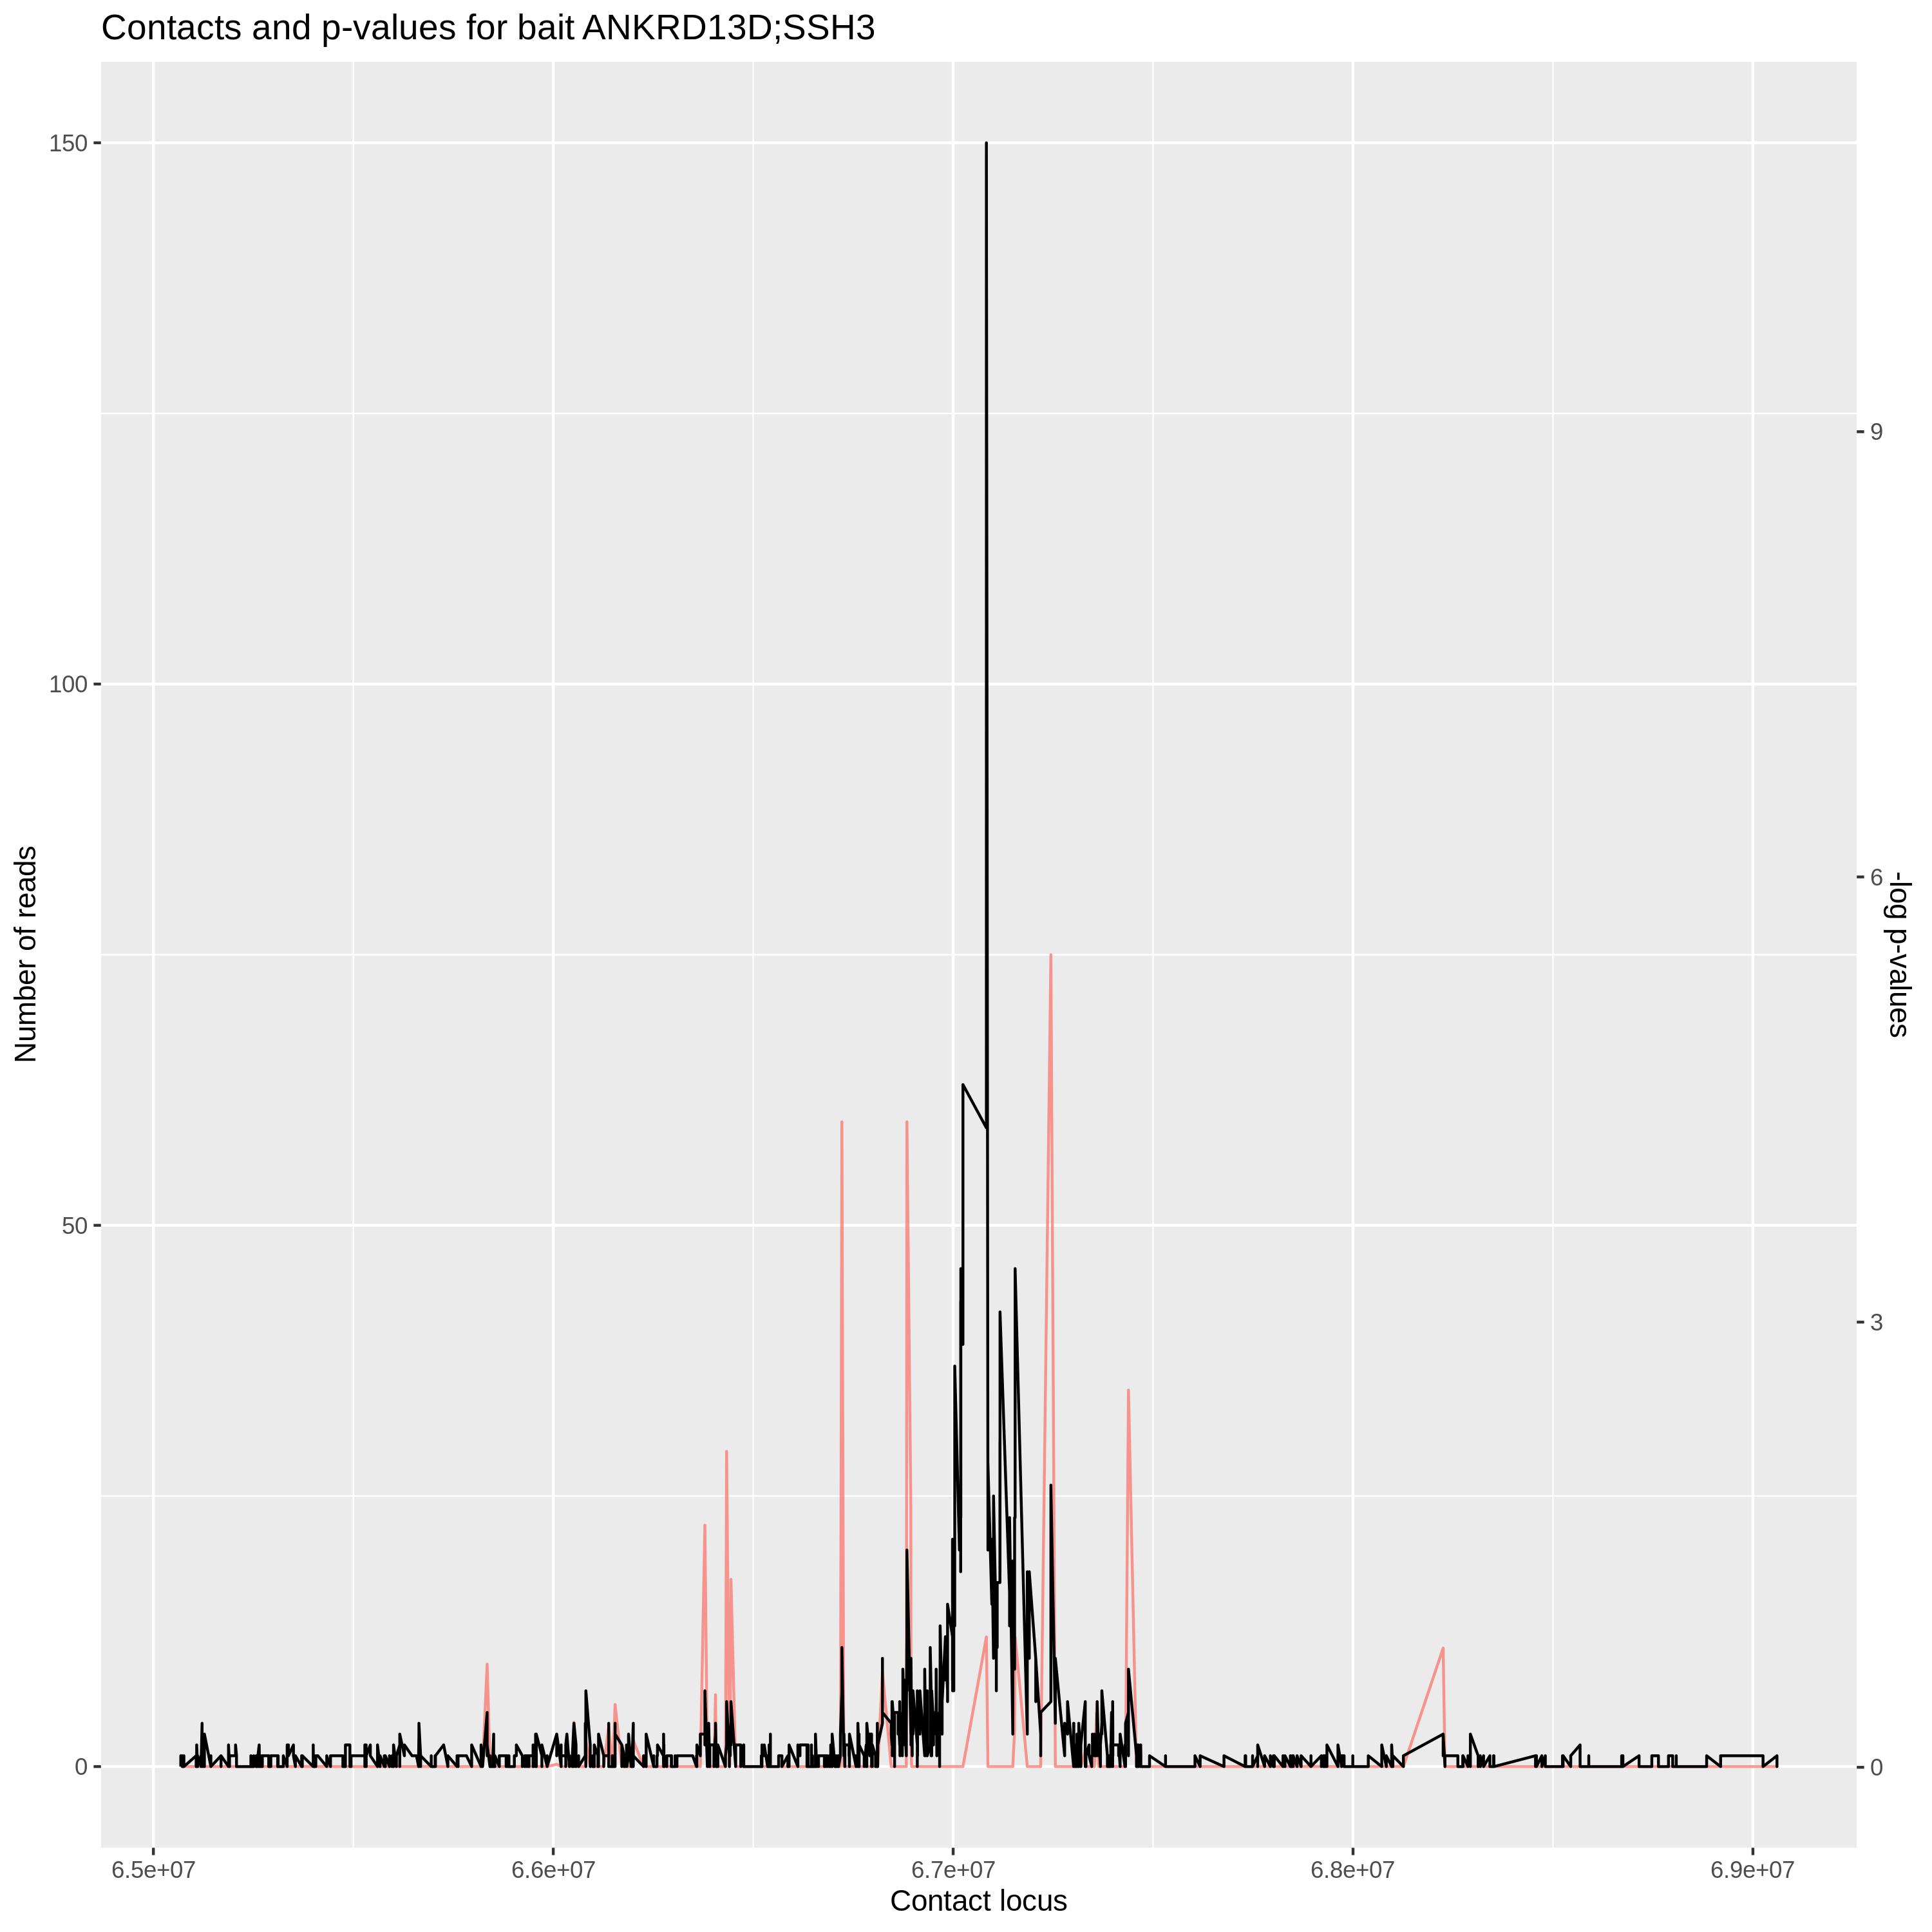 Contacts and p-values for bait ANKRD13D;SSH3
150
100
50
0
Number of reads
9
6
3
0
-log p-values
6.5e+07
6.6e+07
6.7e+07
6.8e+07
6.9e+07
Contact locus